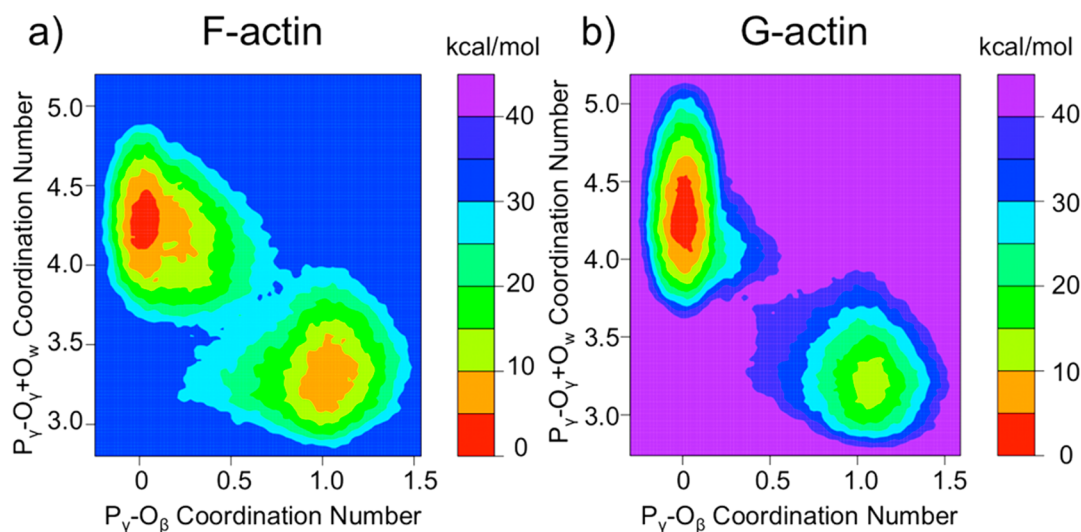 a) F-actin
kcal/mol
5.0
4.5
4.0
3.5
3.0
Pγ-Oγ+Ow Coordination Number
0 0.5 1.0 1.5
Pγ-Oβ Coordination Number
40
30
20
10
0
b) G-actin
kcal/mol
5.0
4.5
4.0
3.5
3.0
Pγ-Oγ+Ow Coordination Number
0 0.5 1.0 1.5
Pγ-Oβ Coordination Number
40
30
20
10
0